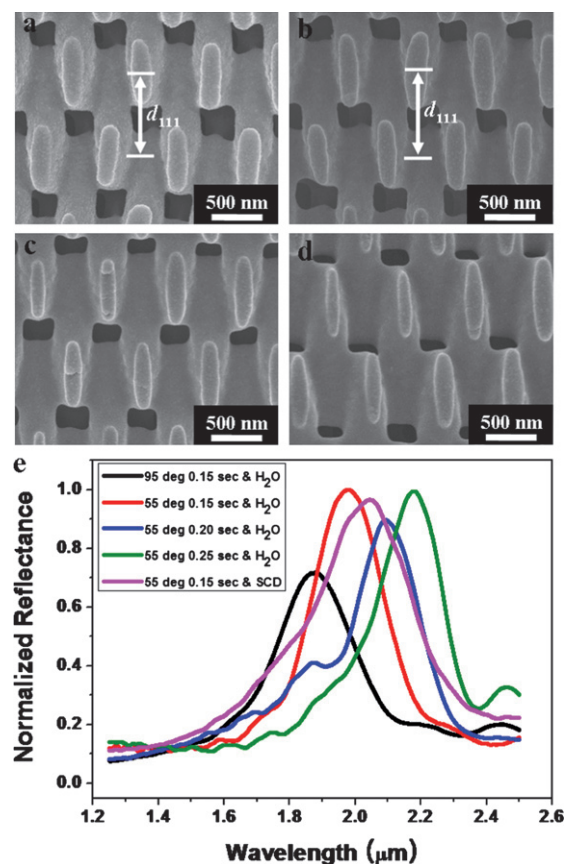 a
d111
500 nm
b
d111
500 nm
c
500 nm
d
500 nm
e
95 deg 0.15 sec & H2O
55 deg 0.15 sec & H2O
55 deg 0.20 sec & H2O
55 deg 0.25 sec & H2O
55 deg 0.15 sec & SCD
1.0
0.8
0.6
0.4
0.2
0.0
Normalized Reflectance
1.2 1.4 1.6 1.8 2.0 2.2 2.4 2.6
Wavelength (μm)